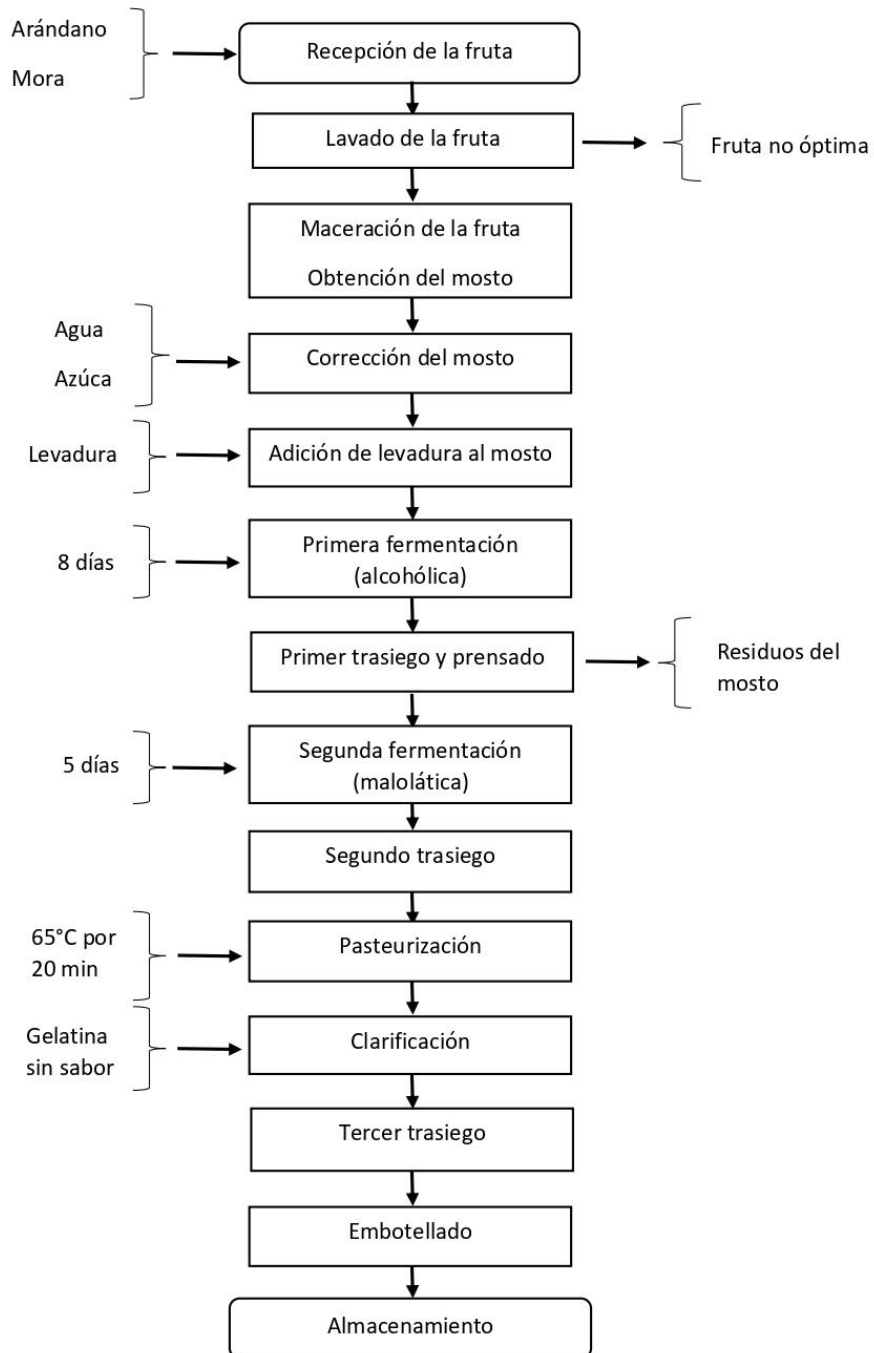 Arándano
Mora
Recepción de la fruta
Lavado de la fruta
Fruta no óptima
Maceración de la fruta
Obtención del mosto
Agua
Azúca
Corrección del mosto
Levadura
Adición de levadura al mosto
8 días
Primera fermentación
(alcohólica)
Primer trasiego y prensado
Residuos del
mosto
5 días
Segunda fermentación
(malolática)
Segundo trasiego
65°C por
20 min
Pasteurización
Gelatina
sin sabor
Clarificación
Tercer trasiego
Embotellado
Almacenamiento